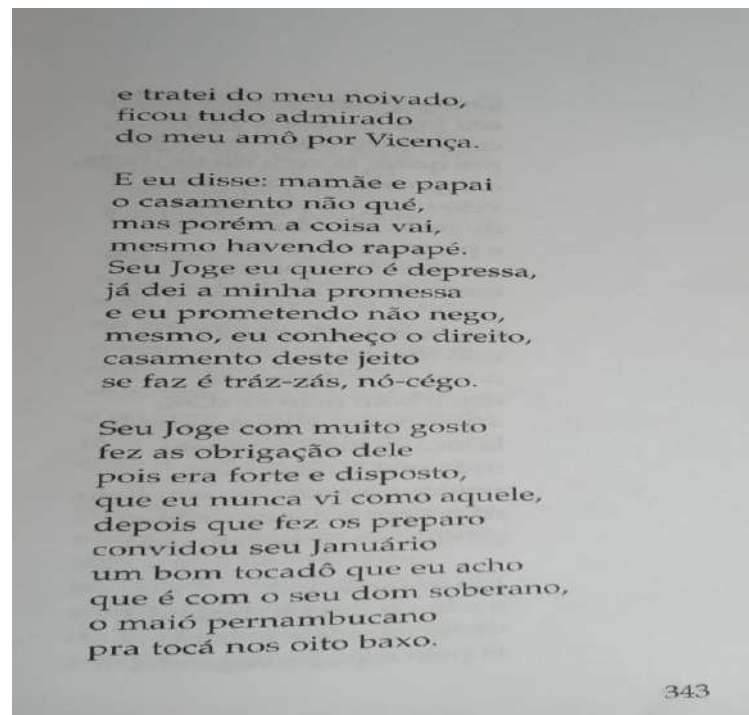 e tratei do meu noivado,
ficou tudo admirado
do meu amô por Vicença.
E eu disse: mamãe e papai
o casamento não qué,
mas porém a coisa vai,
mesmo havendo rapapé.
Seu Joge eu quero é depressa,
já dei a minha promessa
e eu prometendo não nego,
mesmo, eu conheço o direito,
casamento deste jeito
se faz é tráz-zás, nó-cégo.
Seu Joge com muito gosto
fez as obrigação dele
pois era forte e disposto,
que eu nunca vi como aquele,
depois que fez os preparo
convidou seu Januário
um bom tocadô que eu acho
que é com o seu dom soberano,
o maió pernambucano
pra tocá nos oito baxo.
343